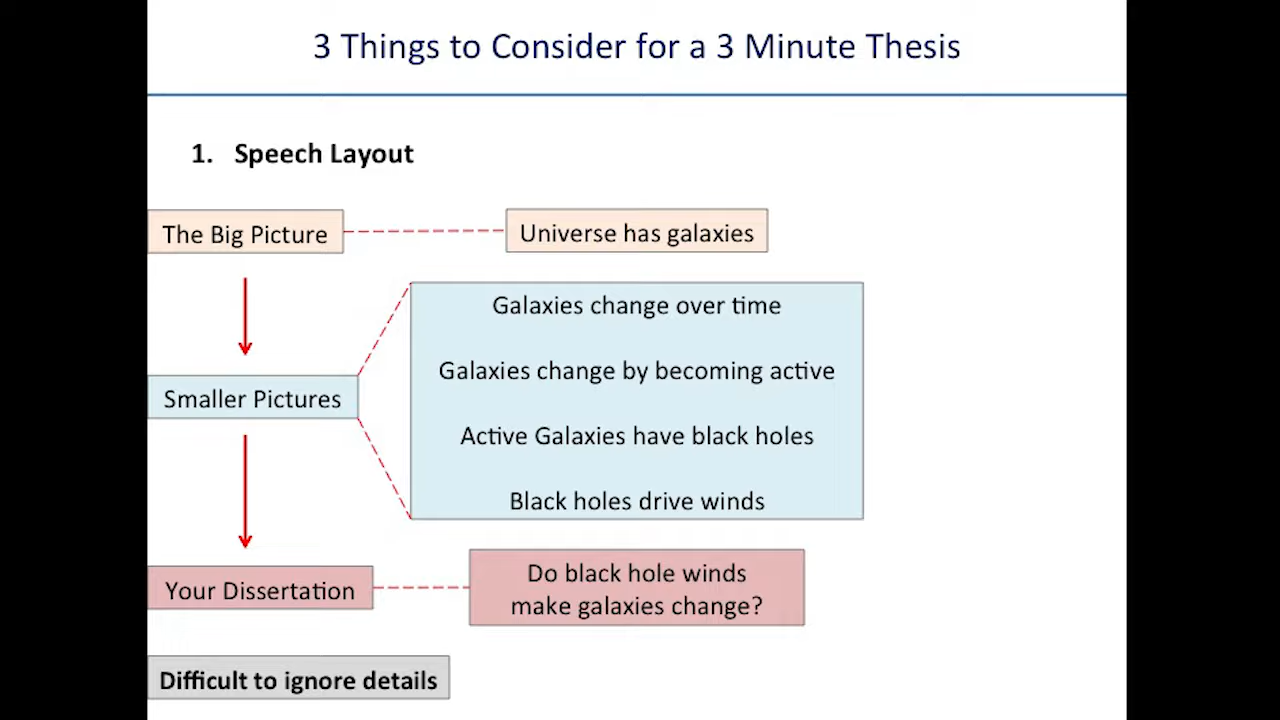 3 Things to Consider for a 3 Minute Thesis
1. Speech Layout
The Big Picture
Universe has galaxies
Smaller Pictures
Galaxies change over time
Galaxies change by becoming active
Active Galaxies have black holes
Black holes drive winds
Your Dissertation
Do black hole winds
make galaxies change?
Difficult to ignore details